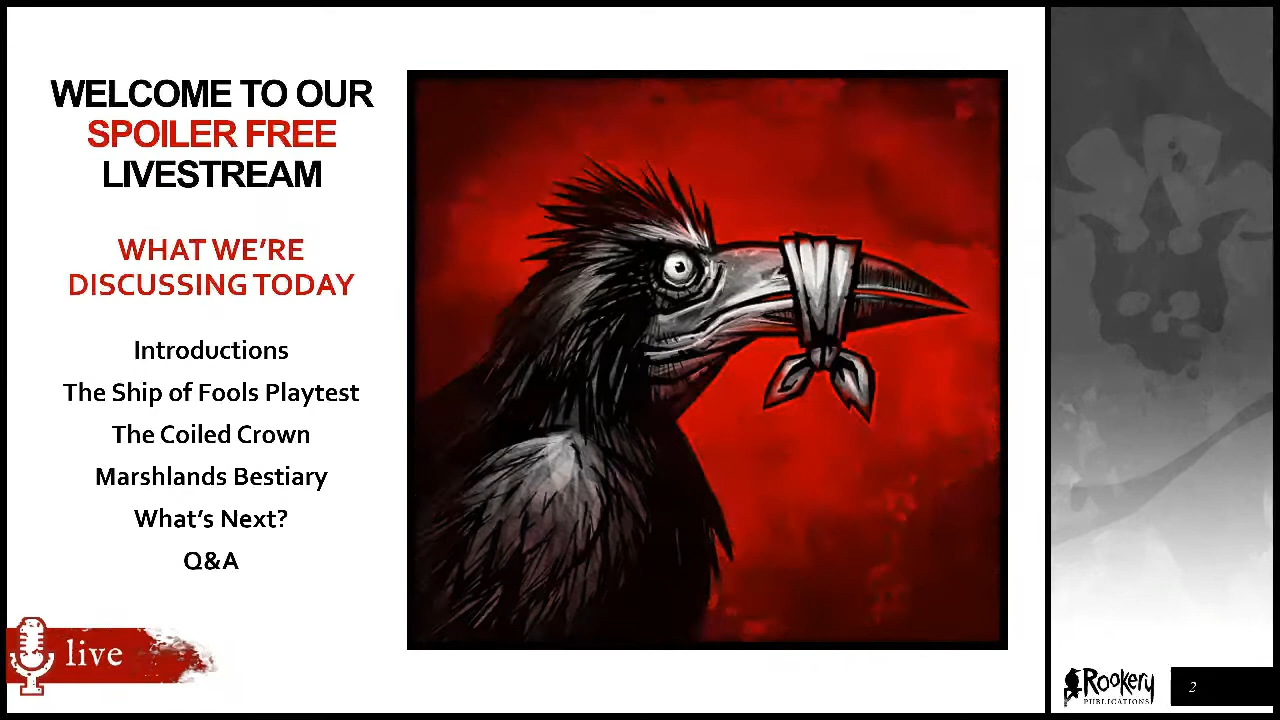 WELCOME TO OUR
SPOILER FREE
LIVESTREAM
WHAT WE’RE
DISCUSSING TODAY
Introductions
The Ship of Fools Playtest
The Coiled Crown
Marshlands Bestiary
What’s Next?
Q&A
live
Rookery
PUBLICATIONS
2